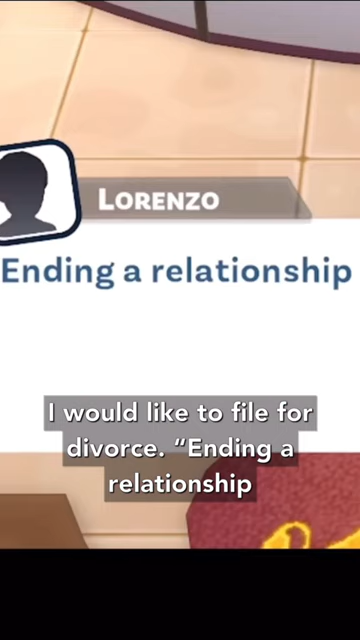 LORENZO
Ending a relationship
I would like to file for
divorce. “Ending a
relationship